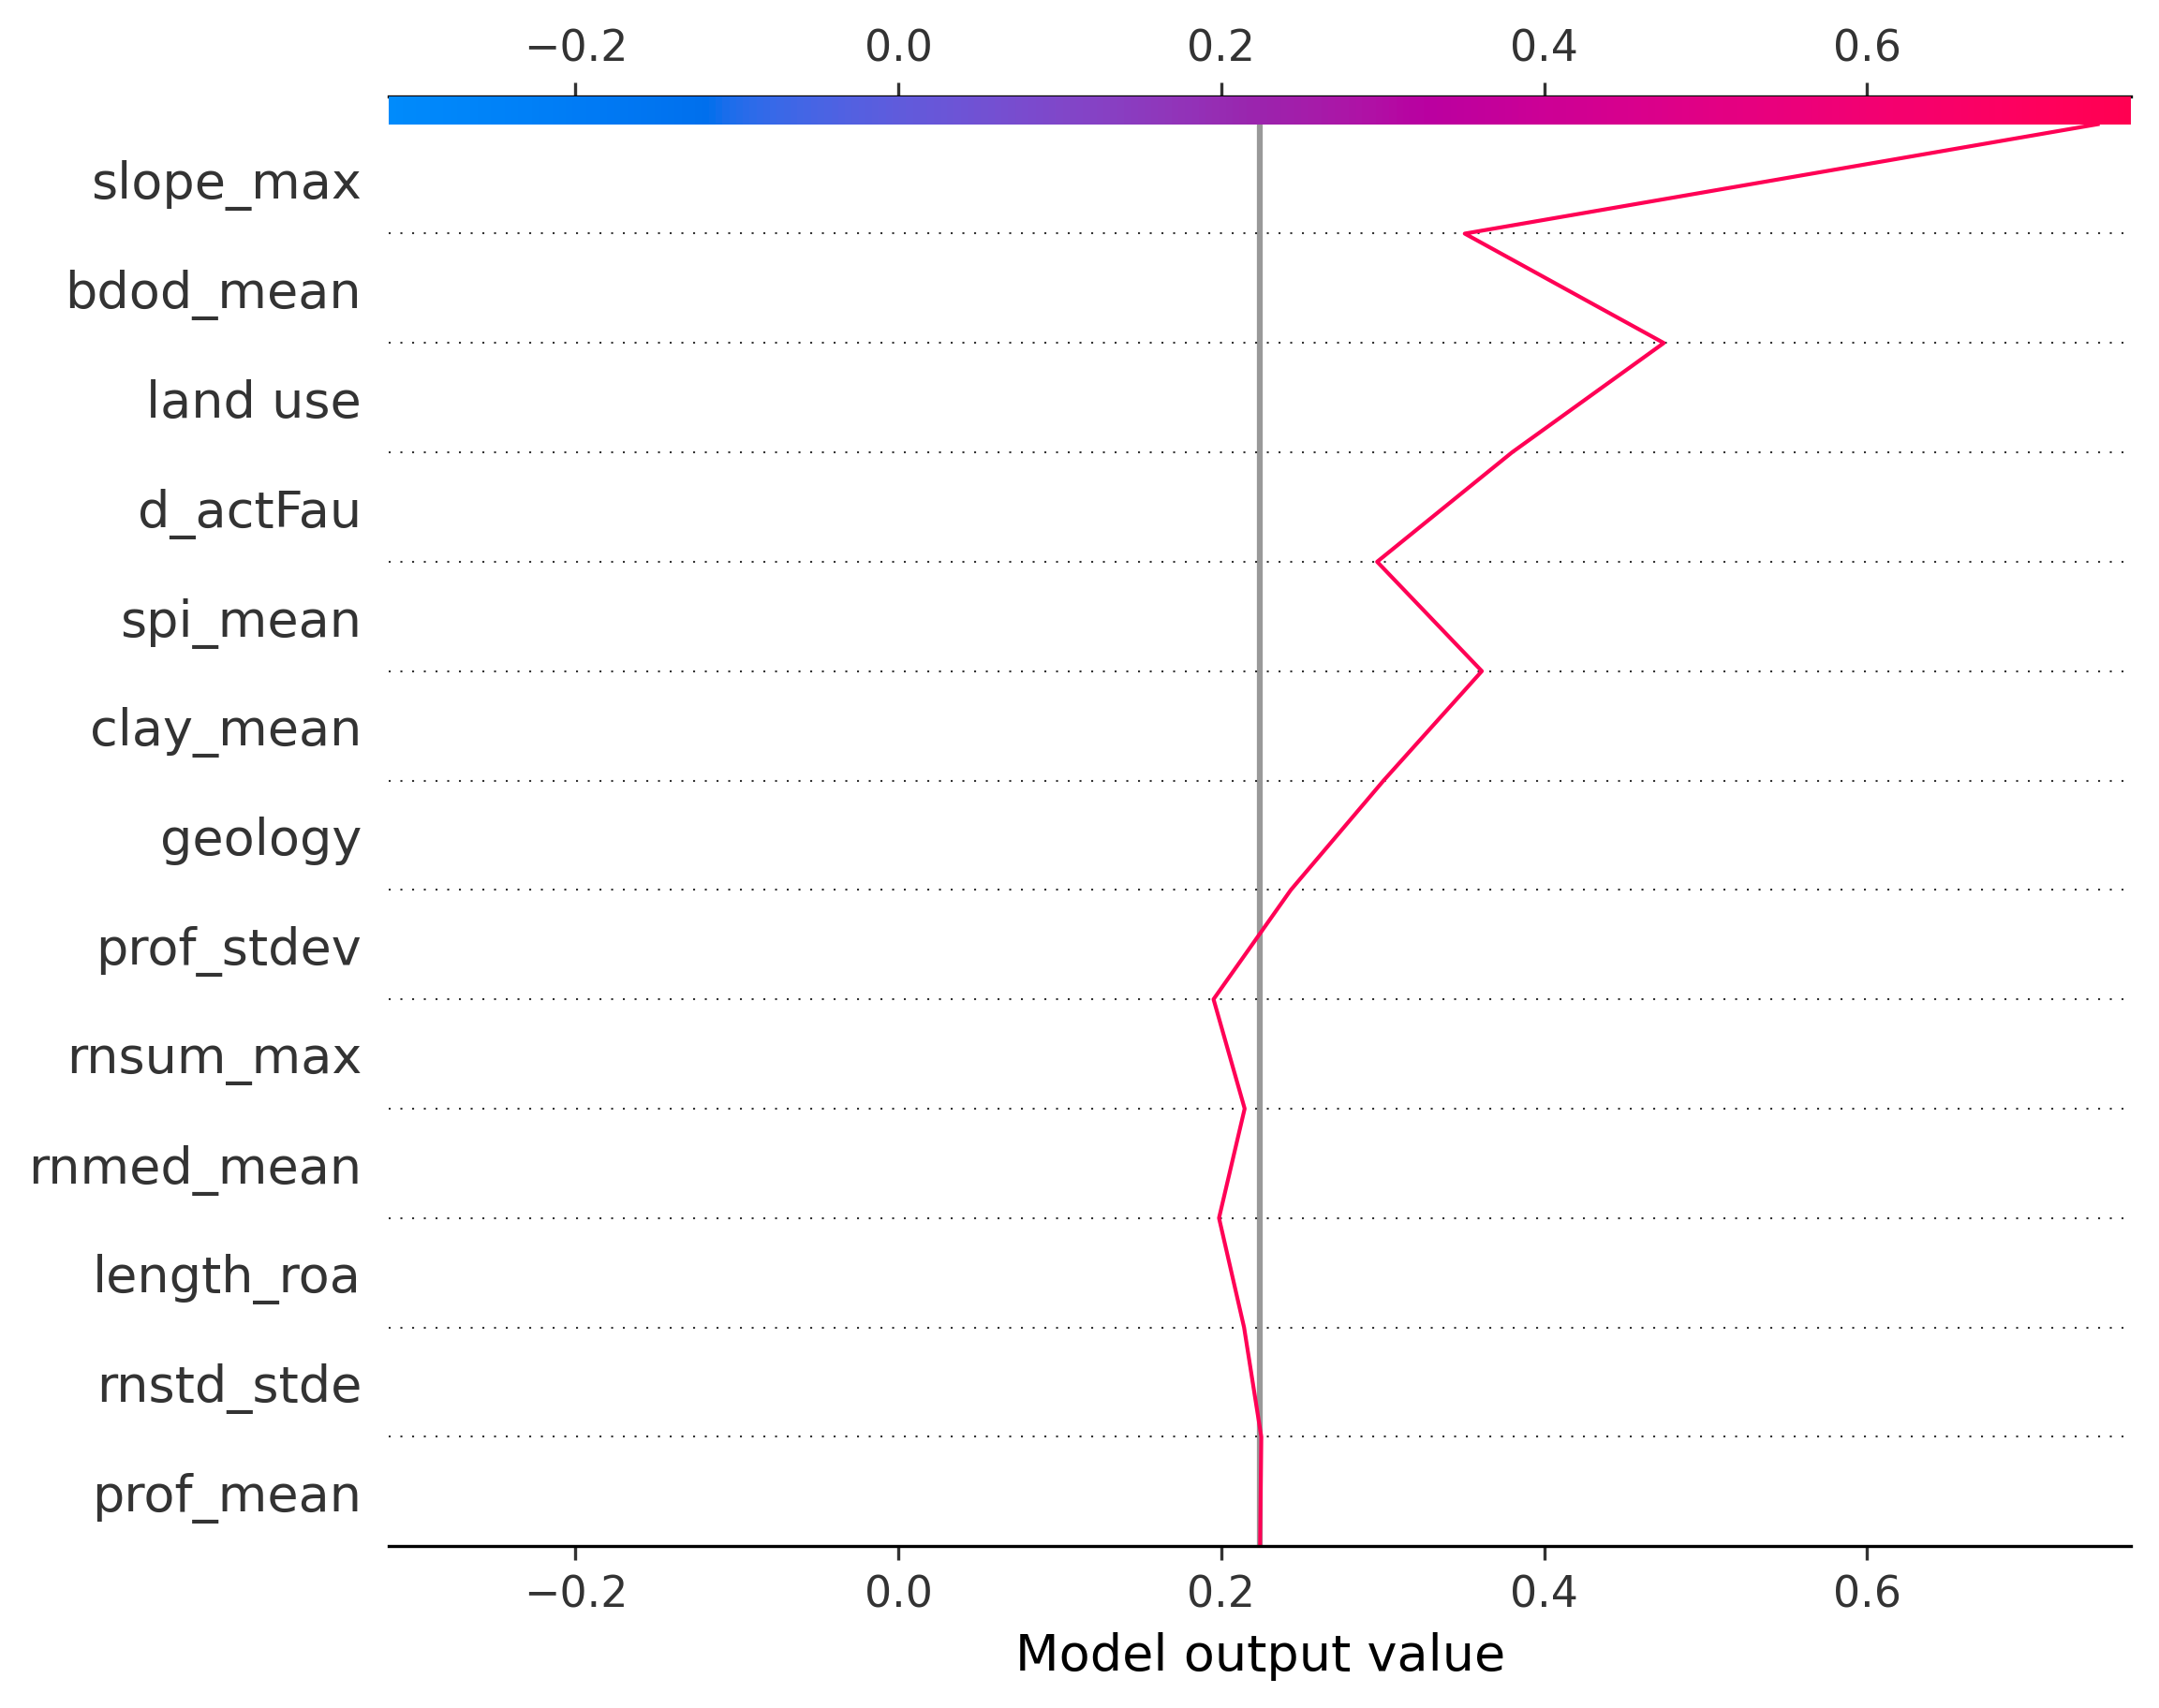 −0.2 0.0 0.2 0.4 0.6
slope_max
bdod_mean
land use
d_actFau
spi_mean
clay_mean
geology
prof_stdev
rnsum_max
rnmed_mean
length_roa
rnstd_stde
prof_mean
−0.2 0.0 0.2 0.4 0.6
Model output value